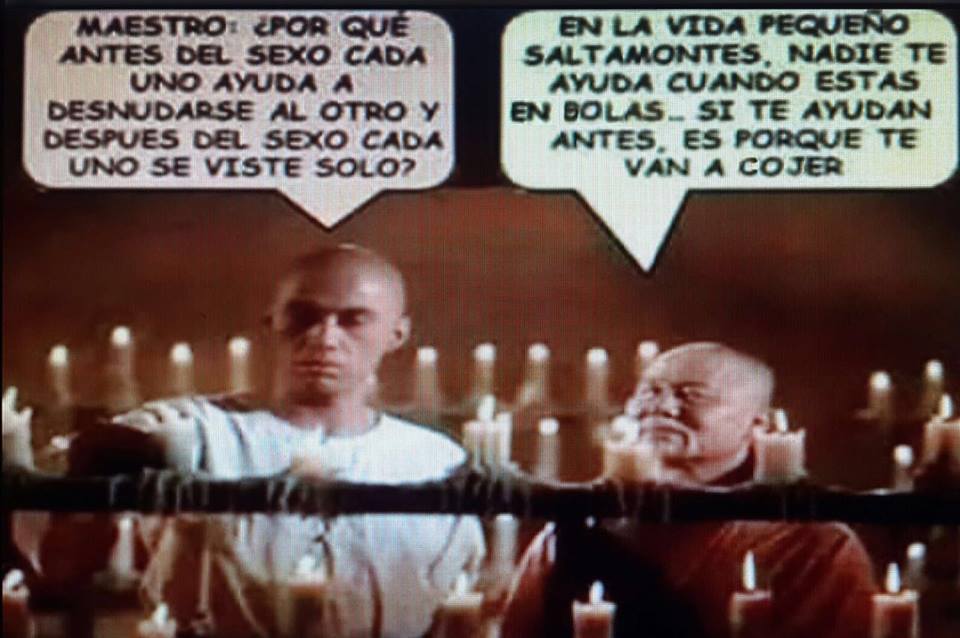 MAESTRO: ¿POR QUÉ
ANTES DEL SEXO CADA
UNO AYUDA A
DESNUDARSE AL OTRO Y
DESPUES DEL SEXO CADA
UNO SE VISTE SOLO?
EN LA VIDA PEQUEÑO
SALTAMONTES, NADIE TE
AYUDA CUANDO ESTAS
EN BOLAS... SI TE AYUDAN
ANTES, ES PORQUE TE
VAN A COJER